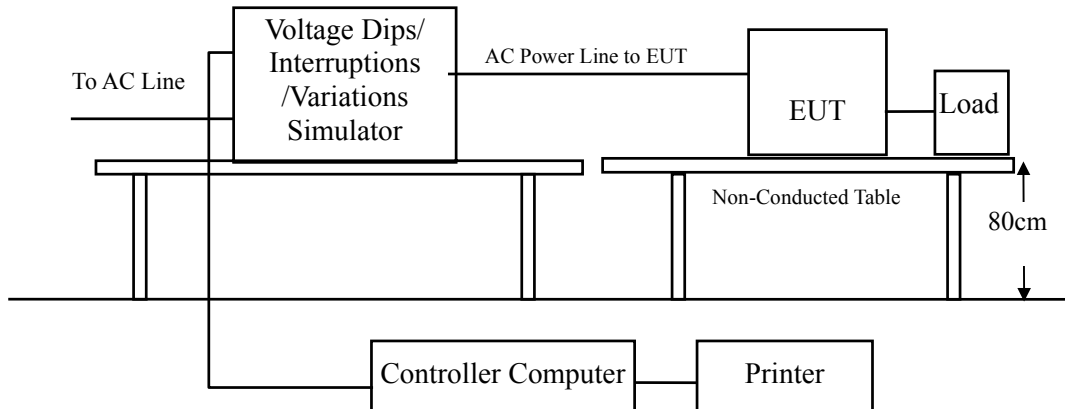 Voltage Dips/
Interruptions
/Variations
Simulator
To AC Line
AC Power Line to EUT
EUT
Load
Non-Conducted Table
80cm
Controller Computer
Printer